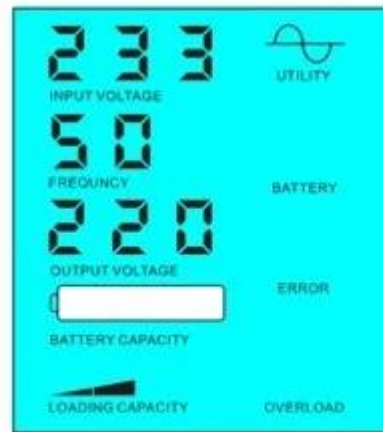 233
INPUT VOLTAGE
UTILITY
50
FREQUNCY
BATTERY
220
OUTPUT VOLTAGE
ERROR
BATTERY CAPACITY
LOADING CAPACITY
OVERLOAD